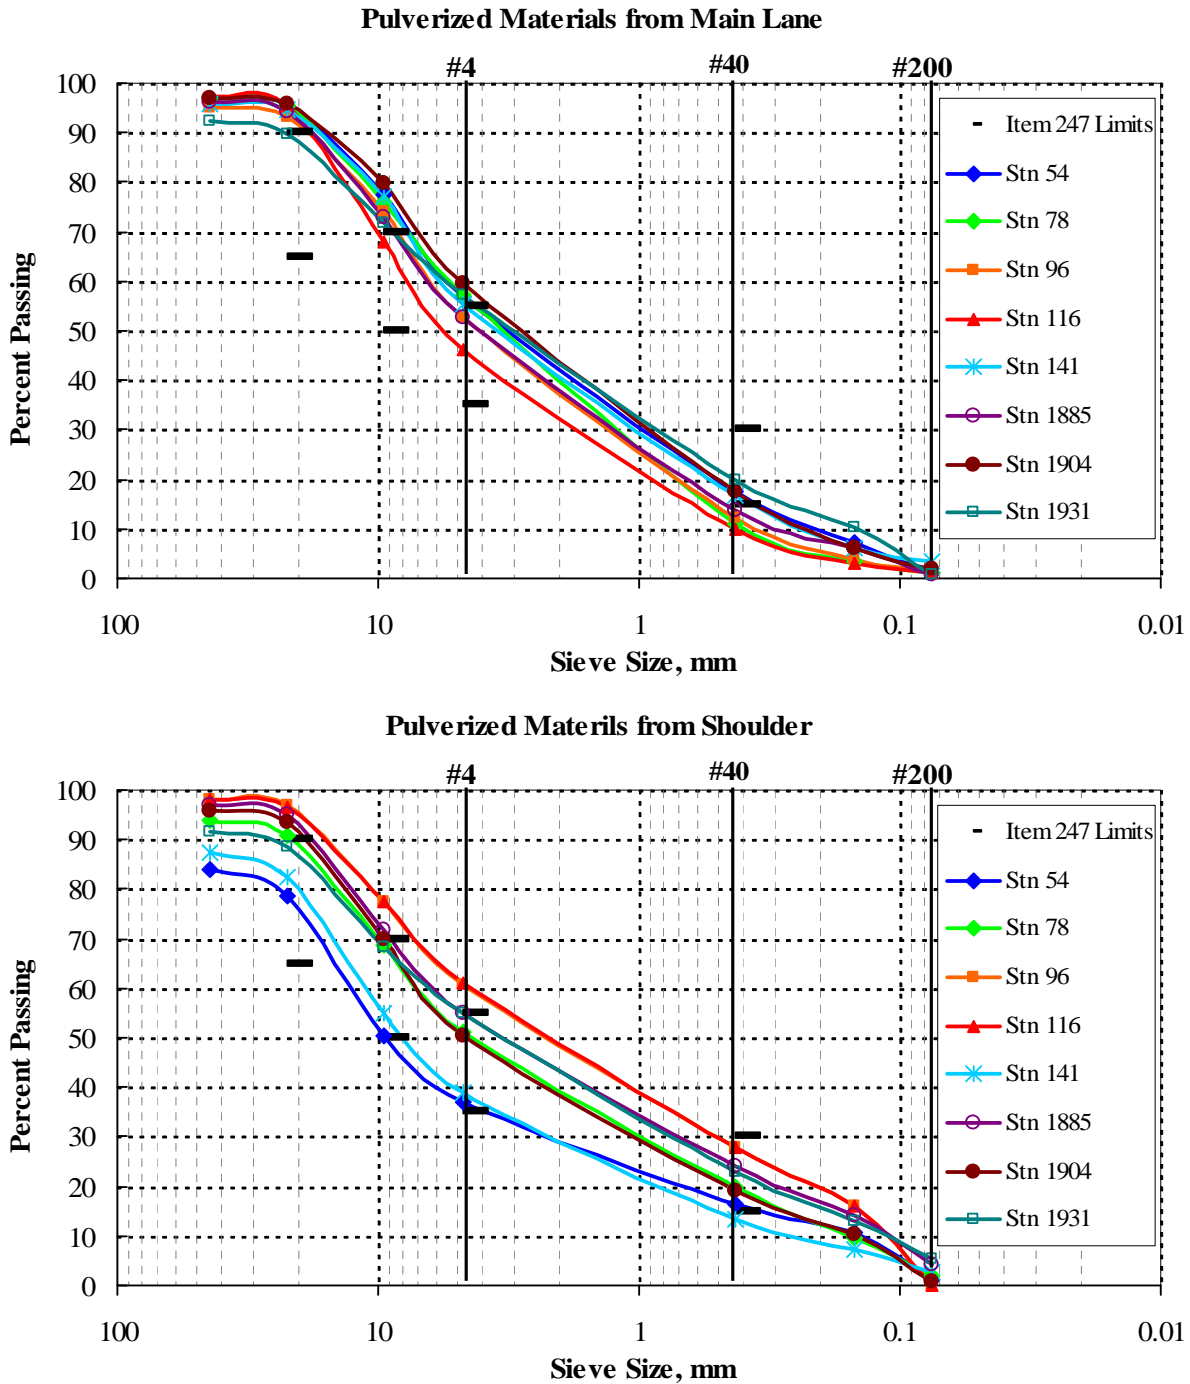 Pulverized Materials from Main Lane
#4 #40 #200
100
90
80
70
60
50
40
30
20
10
0
Percent Passing
Item 247 Limits
Stn 54
Stn 78
Stn 96
Stn 116
Stn 141
Stn 1885
Stn 1904
Stn 1931
100 10 1 0.1 0.01
Sieve Size, mm
Pulverized Materils from Shoulder
#4 #40 #200
100
90
80
70
60
50
40
30
20
10
0
Percent Passing
Item 247 Limits
Stn 54
Stn 78
Stn 96
Stn 116
Stn 141
Stn 1885
Stn 1904
Stn 1931
100 10 1 0.1 0.01
Sieve Size, mm